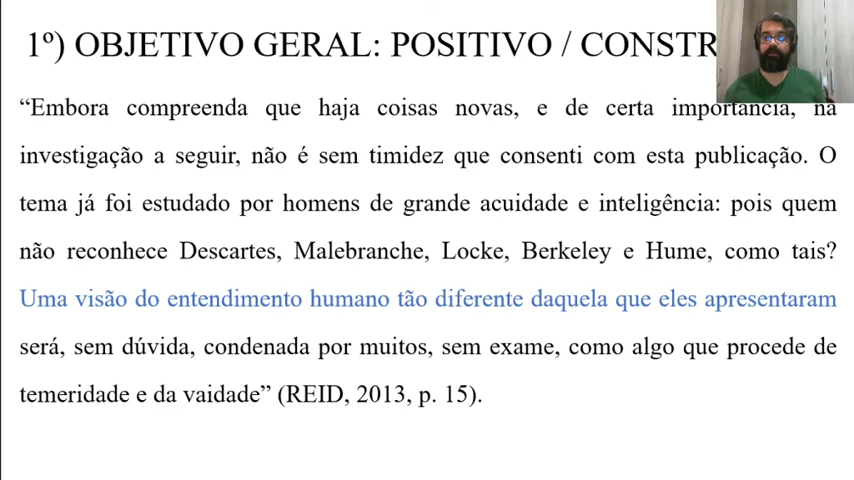 1º) OBJETIVO GERAL: POSITIVO / CONSTR
“Embora compreenda que haja coisas novas, e de certa importância, na
investigação a seguir, não é sem timidez que consenti com esta publicação. O
tema já foi estudado por homens de grande acuidade e inteligência: pois quem
não reconhece Descartes, Malebranche, Locke, Berkeley e Hume, como tais?
Uma visão do entendimento humano tão diferente daquela que eles apresentaram
será, sem dúvida, condenada por muitos, sem exame, como algo que procede de
temeridade e da vaidade” (REID, 2013, p. 15).